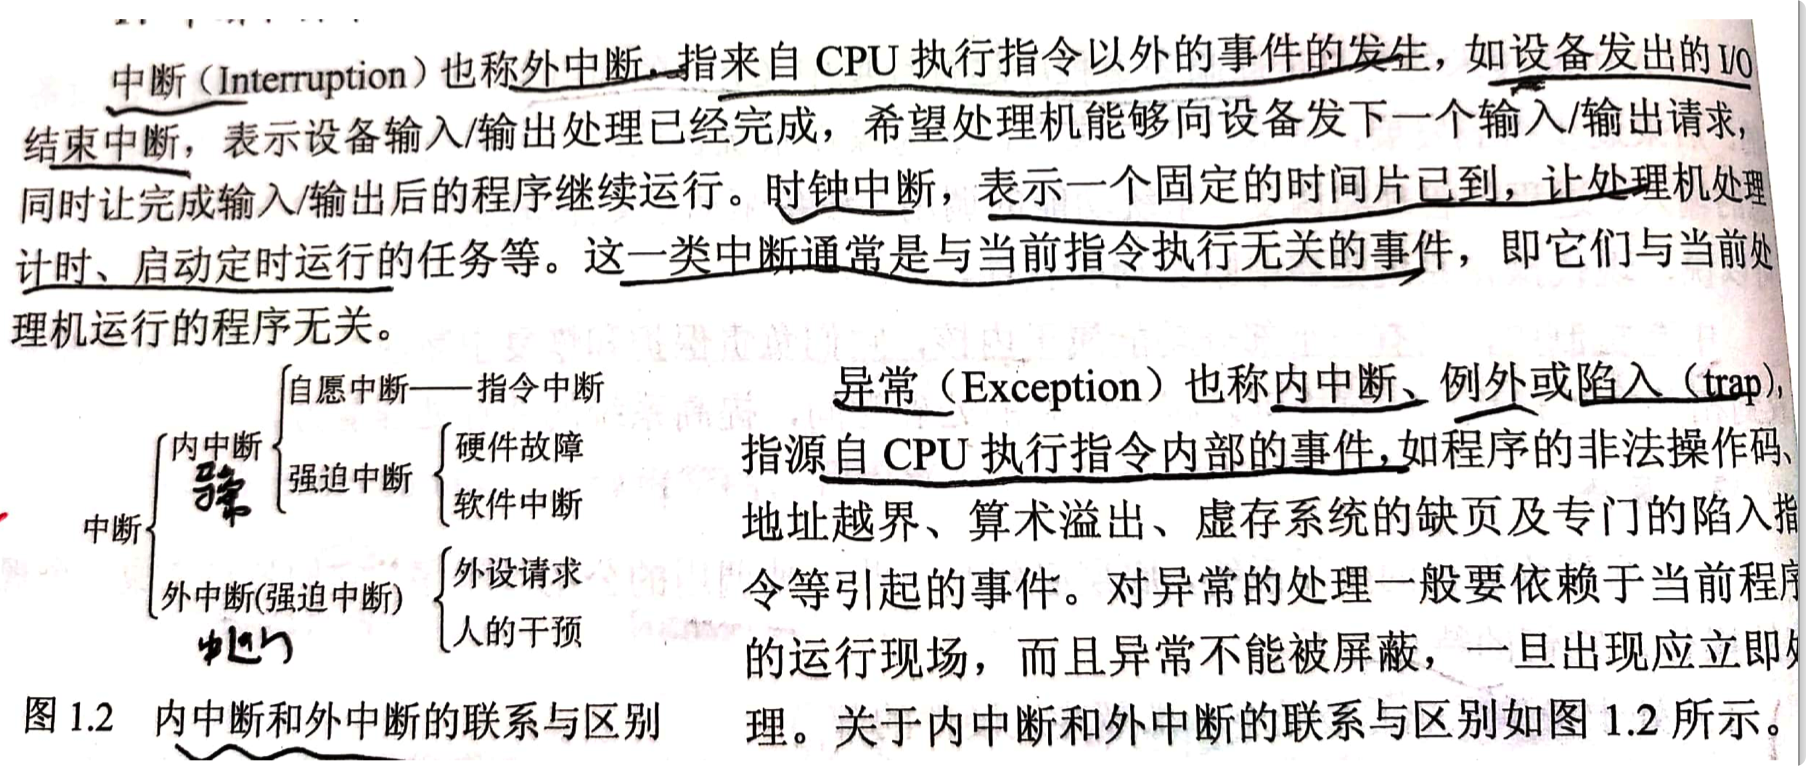 中断（Interruption）也称外中断，指来自 CPU 执行指令以外的事件的发生，如设备发出的 I/O
结束中断，表示设备输入/输出处理已经完成，希望处理机能够向设备发下一个输入/输出请求，
同时让完成输入/输出后的程序继续运行。时钟中断，表示一个固定的时间片已到，让处理机处理
计时、启动定时运行的任务等。这一类中断通常是与当前指令执行无关的事件，即它们与当前处
理机运行的程序无关。
中断
内中断
异常
自愿中断——指令中断
强迫中断
硬件故障
软件中断
外中断(强迫中断)
中断
外设请求
人的干预
图 1.2 内中断和外中断的联系与区别
异常（Exception）也称内中断、例外或陷入（trap），
指源自 CPU 执行指令内部的事件，如程序的非法操作码、
地址越界、算术溢出、虚存系统的缺页及专门的陷入指
令等引起的事件。对异常的处理一般要依赖于当前程序
的运行现场，而且异常不能被屏蔽，一旦出现应立即处
理。关于内中断和外中断的联系与区别如图 1.2 所示。